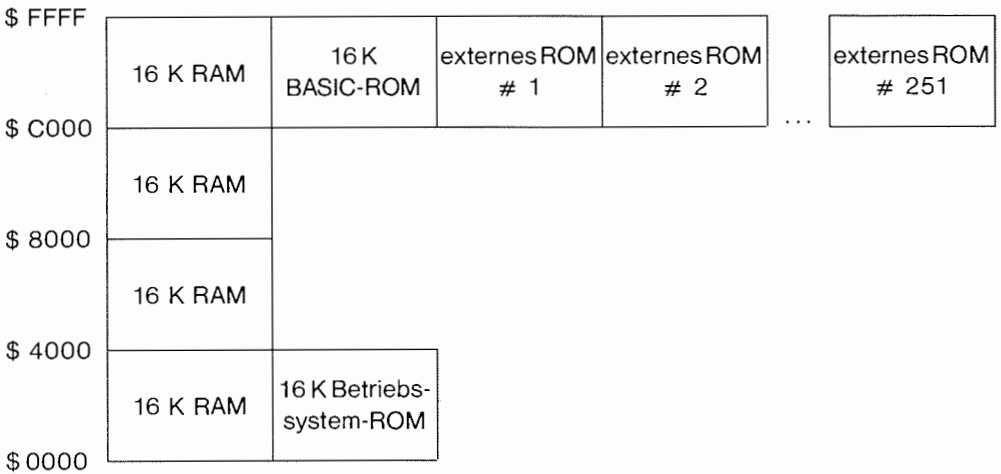 $ FFFF
16 K RAM
16 K
BASIC-ROM
externes ROM
# 1
externes ROM
# 2
...
externes ROM
# 251
$ C000
16 K RAM
$ 8000
16 K RAM
$ 4000
16 K RAM
16 K Betriebs-
system-ROM
$ 0000